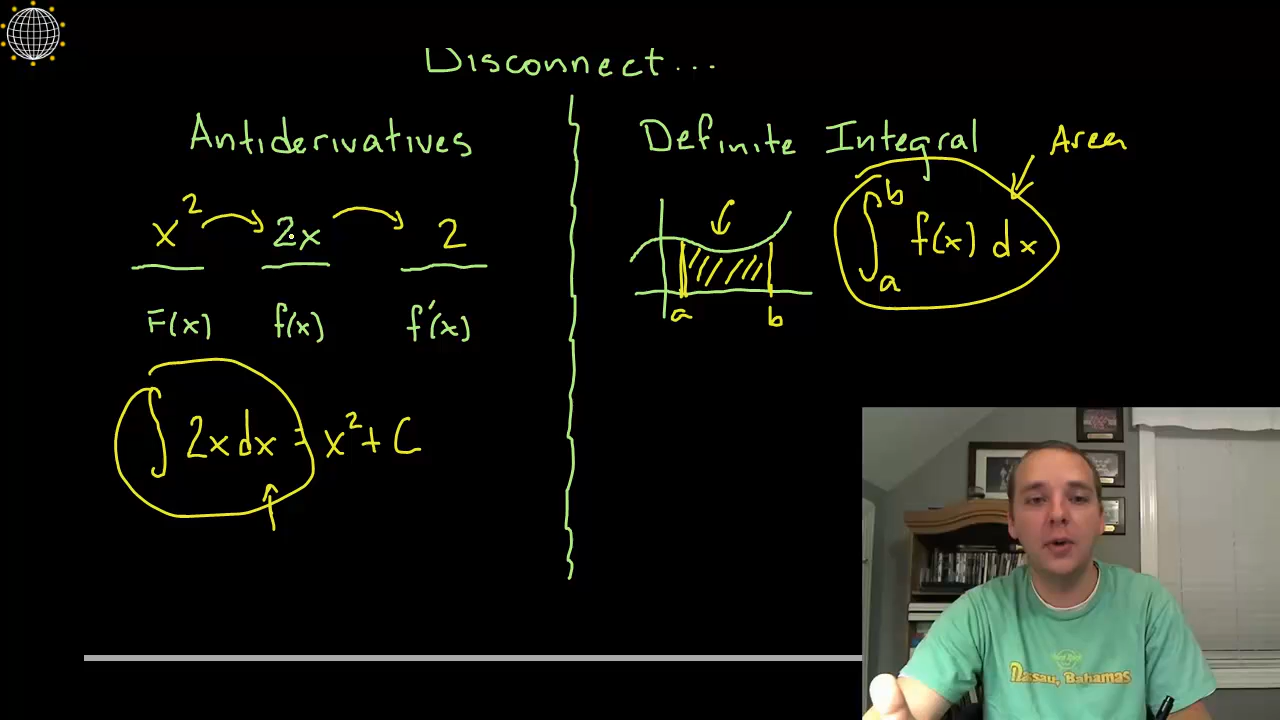 Disconnect...
Antiderivatives
x² 2x 2
F(x) f(x) f'(x)
∫ 2x dx = x² + C
Definite Integral
Area
a b
∫ₐᵇ f(x) dx
Nassau, Bahamas